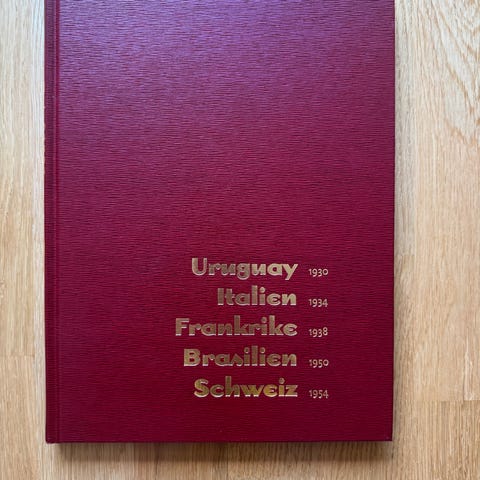 Uruguay 1930
Italien 1934
Frankrike 1938
Brasilien 1950
Schweiz 1954